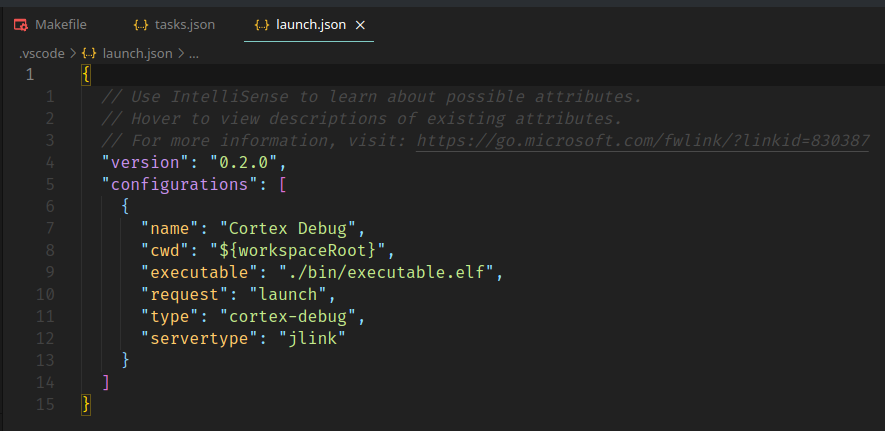 Makefile
tasks.json
launch.json
.vscode > launch.json > ...
1 {
1 // Use IntelliSense to learn about possible attributes.
2 // Hover to view descriptions of existing attributes.
3 // For more information, visit: https://go.microsoft.com/fwlink/?linkid=830387
4 "version": "0.2.0",
5 "configurations": [
6 {
7 "name": "Cortex Debug",
8 "cwd": "${workspaceRoot}",
9 "executable": "./bin/executable.elf",
10 "request": "launch",
11 "type": "cortex-debug",
12 "servertype": "jlink"
13 }
14 ]
15 }